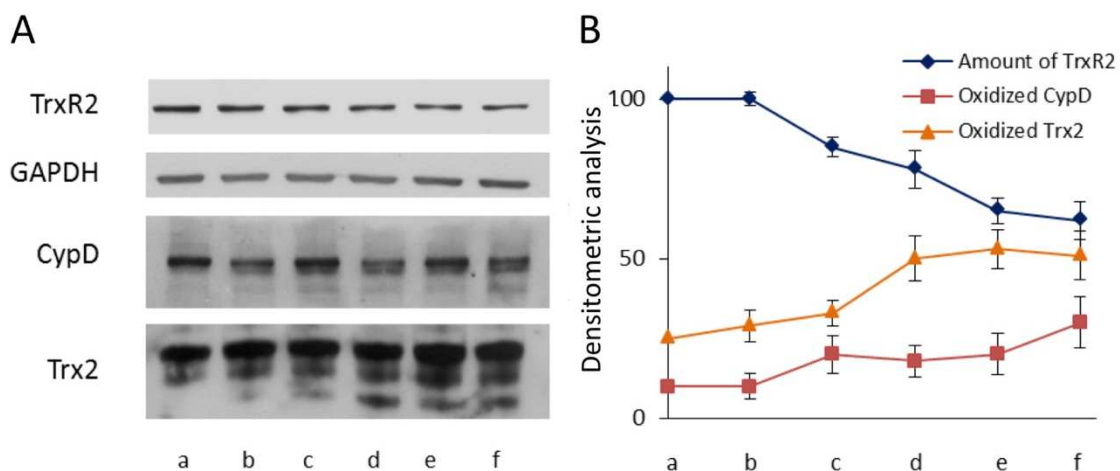 A
TrxR2
GAPDH
CypD
Trx2
a b c d e f
B
Amount of TrxR2
Oxidized CypD
Oxidized Trx2
Densitometric analysis
100
50
0
a b c d e f